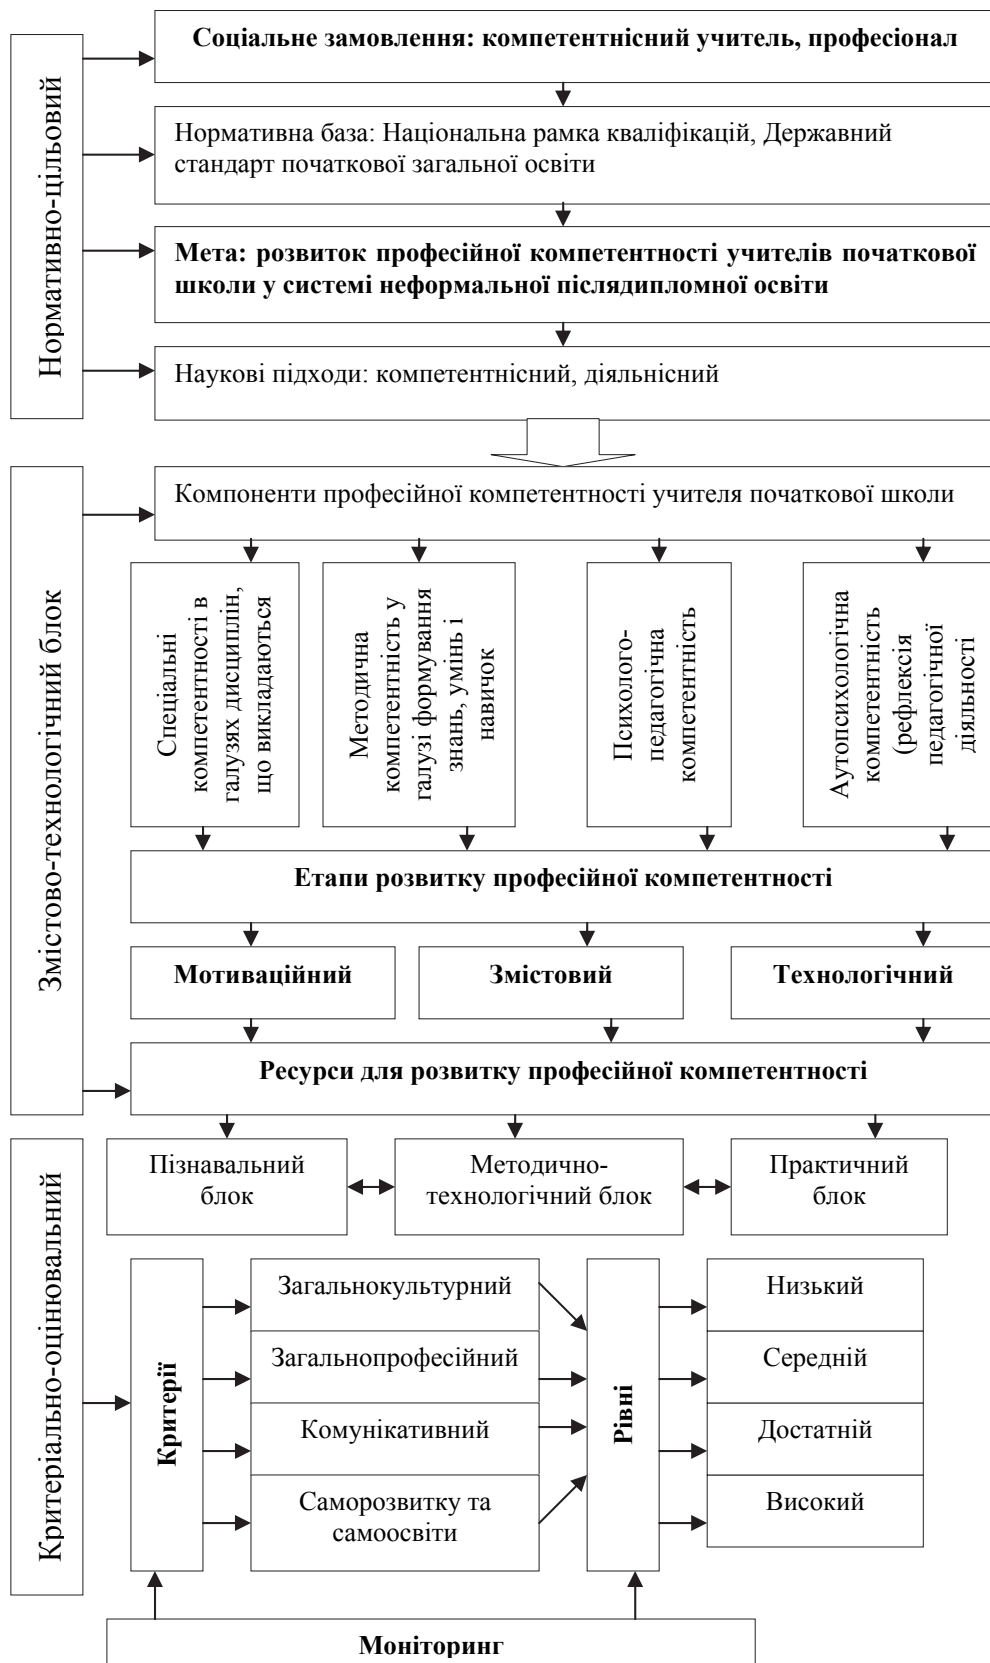 Нормативно-цільовий
Соціальне замовлення: компетентнісний учитель, професіонал
Нормативна база: Національна рамка кваліфікацій, Державний
стандарт початкової загальної освіти
Мета: розвиток професійної компетентності учителів початкової
школи у системі неформальної післядипломної освіти
Наукові підходи: компетентнісний, діяльнісний
Змістово-технологічний блок
Компоненти професійної компетентності учителя початкової школи
Спеціальні
компетентності в
галузях дисциплін,
що викладаються
Методична
компетентність у
галузі формування
знань, умінь і
навичок
Психолого-
педагогічна
компетентність
Аутопсихологічна
компетентність
(рефлексія
педагогічної
діяльності
Етапи розвитку професійної компетентності
Мотиваційний
Змістовий
Технологічний
Ресурси для розвитку професійної компетентності
Критеріально-оцінювальний
Пізнавальний
блок
Методично-
технологічний блок
Практичний
блок
Критерії
Загальнокультурний
Загальнопрофесійний
Комунікативний
Саморозвитку та
самоосвіти
Рівні
Низький
Середній
Достатній
Високий
Моніторинг